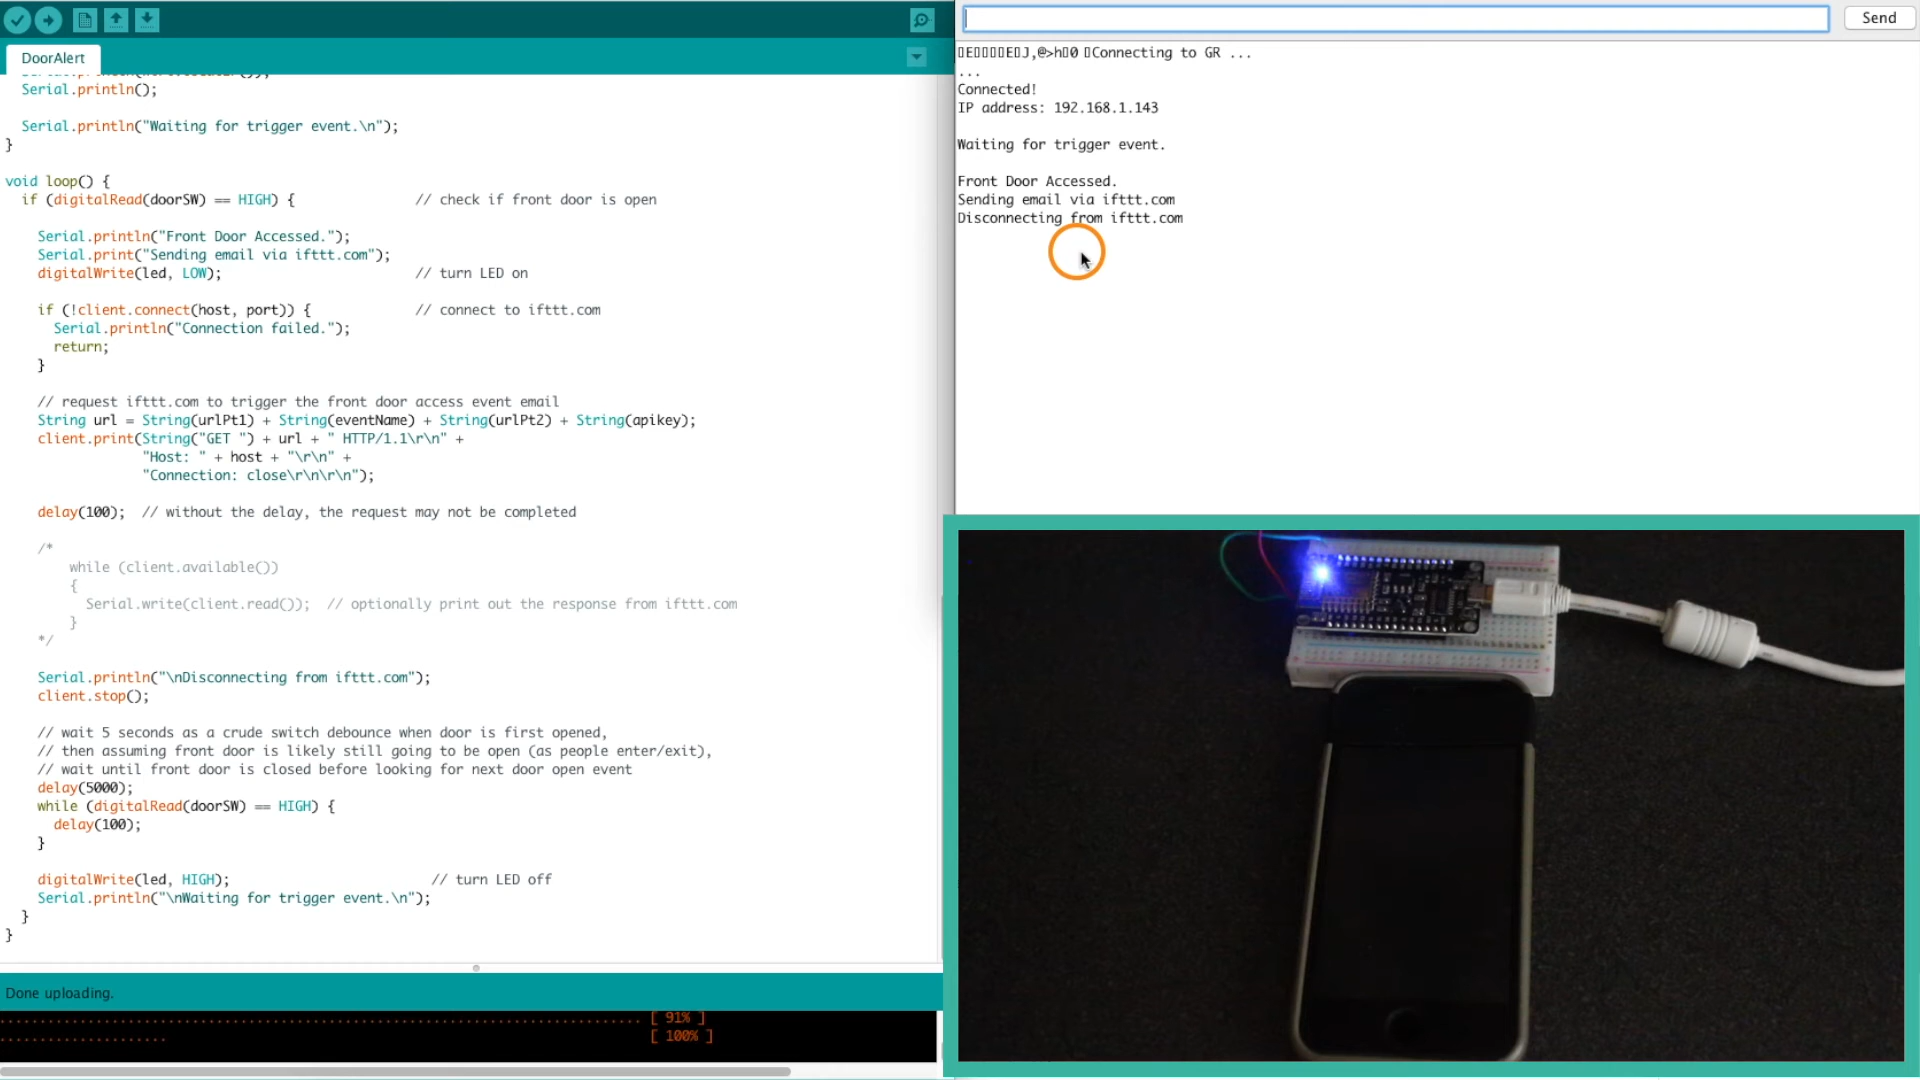 Send
DoorAlert
Serial.println();
Serial.println("Waiting for trigger event.\n");
}
void loop() {
if (digitalRead(doorSW) == HIGH) { // check if front door is open
Serial.println("Front Door Accessed.");
Serial.print("Sending email via ifttt.com");
digitalWrite(led, LOW); // turn LED on
if (!client.connect(host, port)) { // connect to ifttt.com
Serial.println("Connection failed.");
return;
}
// request ifttt.com to trigger the front door access event email
String url = String(urlPt1) + String(eventName) + String(urlPt2) + String(apikey);
client.print(String("GET ") + url + " HTTP/1.1\r\n" +
"Host: " + host + "\r\n" +
"Connection: close\r\n\r\n");
delay(100); // without the delay, the request may not be completed
/*
while (client.available())
{
Serial.write(client.read()); // optionally print out the response from ifttt.com
}
*/
Serial.println("\nDisconnecting from ifttt.com");
client.stop();
// wait 5 seconds as a crude switch debounce when door is first opened,
// then assuming front door is likely still going to be open (as people enter/exit),
// wait until front door is closed before looking for next door open event
delay(5000);
while (digitalRead(doorSW) == HIGH) {
delay(100);
}
digitalWrite(led, HIGH); // turn LED off
Serial.println("\nWaiting for trigger event.\n");
}
}
Done uploading.
[ 91% ]
[ 100% ]
Connecting to GR ...
...
Connected!
IP address: 192.168.1.143
Waiting for trigger event.
Front Door Accessed.
Sending email via ifttt.com
Disconnecting from ifttt.com